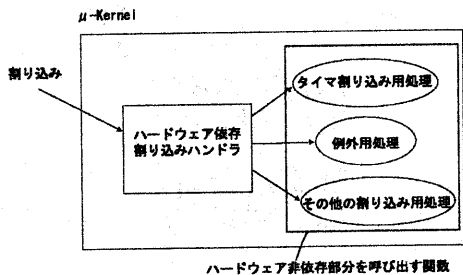 μ-Kernel
割り込み
タイマ割り込み用処理
ハードウェア依存
割り込みハンドラ
例外用処理
その他の割り込み用処理
ハードウェア非依存部分を呼び出す関数